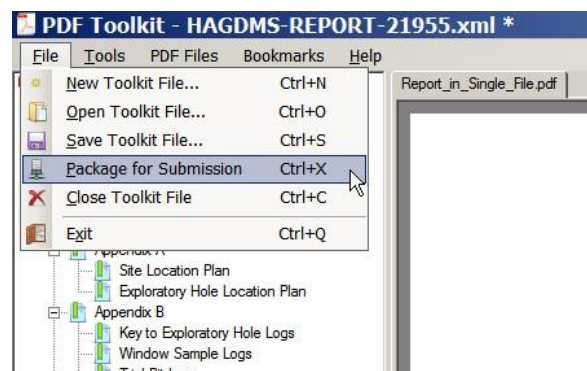 PDF Toolkit - HAGDMS-REPORT-21955.xml *
File Tools PDF Files Bookmarks Help
New Toolkit File... Ctrl+N
Report_in_Single_File.pdf
Open Toolkit File... Ctrl+O
Save Toolkit File... Ctrl+S
Package for Submission Ctrl+X
Close Toolkit File Ctrl+C
Exit Ctrl+Q
Appendix A
Site Location Plan
Exploratory Hole Location Plan
Appendix B
Key to Exploratory Hole Logs
Window Sample Logs